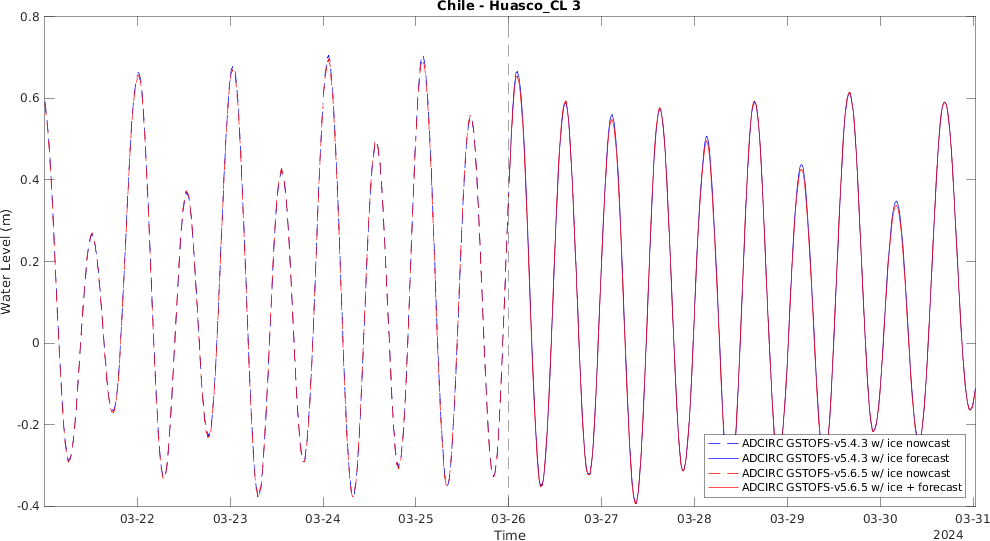 Chile - Huasco_CL 3
0.8
0.6
0.4
0.2
0
-0.2
-0.4
Water Level (m)
ADCIRC GSTOFS-v5.4.3 w/ ice nowcast
ADCIRC GSTOFS-v5.4.3 w/ ice forecast
ADCIRC GSTOFS-v5.6.5 w/ ice nowcast
ADCIRC GSTOFS-v5.6.5 w/ ice + forecast
03-22 03-23 03-24 03-25 03-26 03-27 03-28 03-29 03-30 03-31
Time
2024